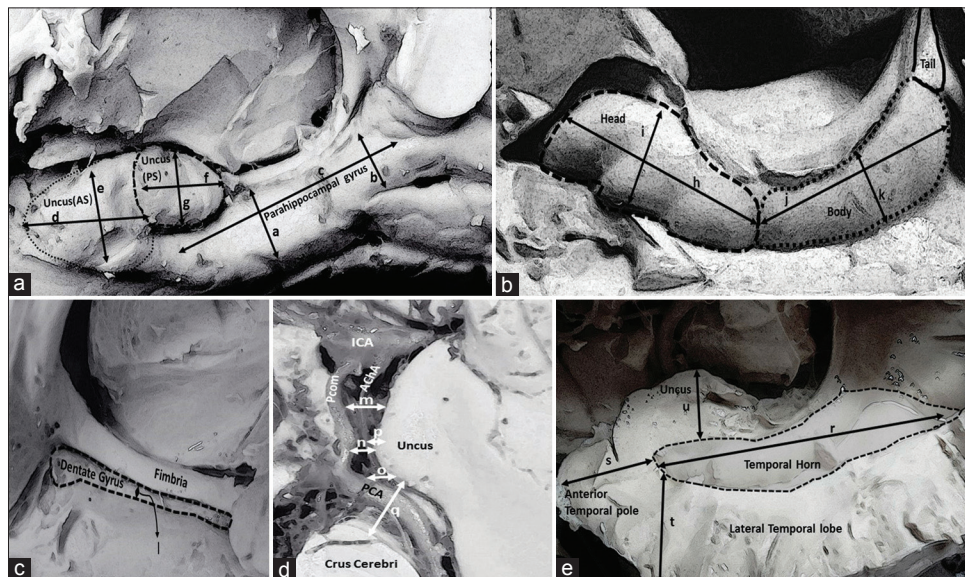 Uncus
(PS)
e
c
b
Uncus(AS)
f
d
g
Parahippocampal gyrus
a
a
Tail
Head
i
h
j
k
Body
b
Dentate Gyrus
Fimbria
l
c
ICA
Pcom
AChA
m
p
n
Uncus
o
PCA
q
Crus Cerebri
d
Uncus
u
r
s
Temporal Horn
Anterior
Temporal pole
t
Lateral Temporal lobe
e